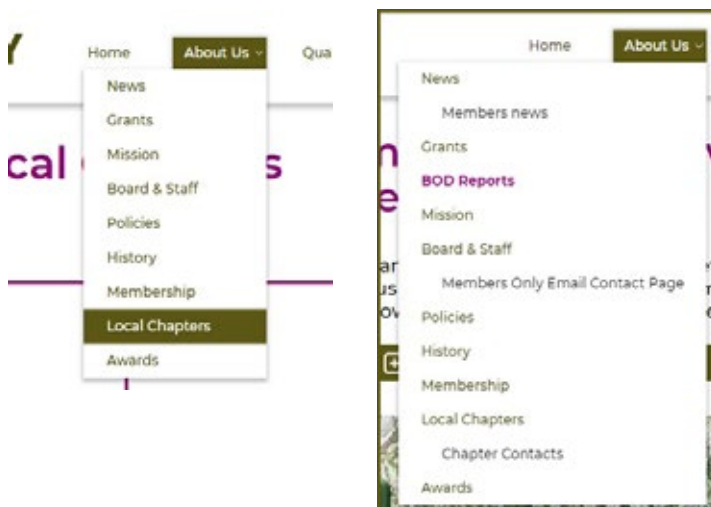 Home About Us Qua
News
Grants
Mission
Board & Staff
Policies
History
Membership
Local Chapters
Awards
cal
s
Home About Us
News
Members news
Grants
BOD Reports
Mission
Board & Staff
Members Only Email Contact Page
Policies
History
Membership
Local Chapters
Chapter Contacts
Awards